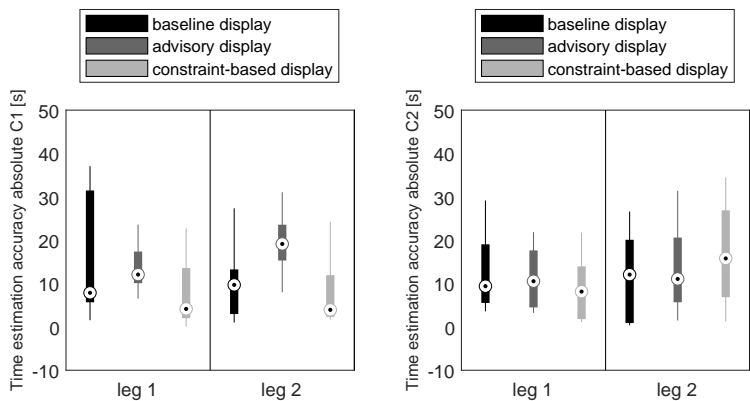 baseline display
advisory display
constraint-based display
Time estimation accuracy absolute C1 [s]
50
40
30
20
10
0
-10
leg 1
leg 2
baseline display
advisory display
constraint-based display
Time estimation accuracy absolute C2 [s]
50
40
30
20
10
0
-10
leg 1
leg 2